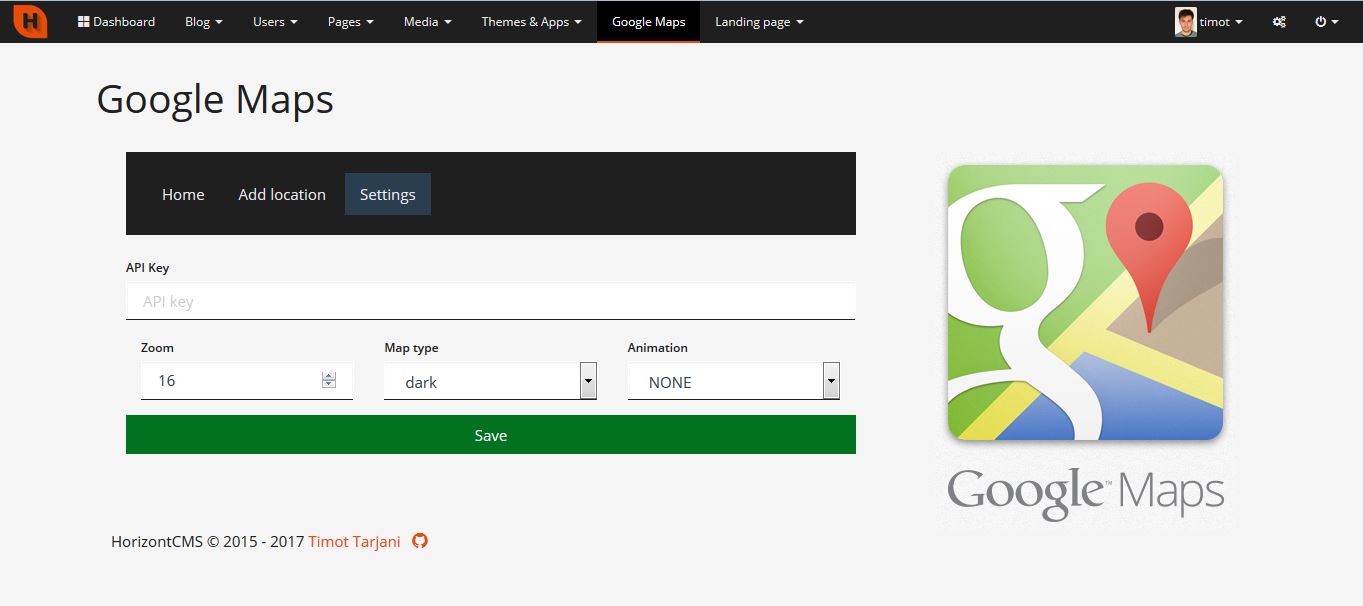 H Dashboard Blog Users Pages Media Themes & Apps Google Maps Landing page timot
Google Maps
Home Add location Settings
API Key
API key
Zoom Map type Animation
16 dark NONE
Save
g
Google™ Maps
HorizontCMS © 2015 - 2017 Timot Tarjani